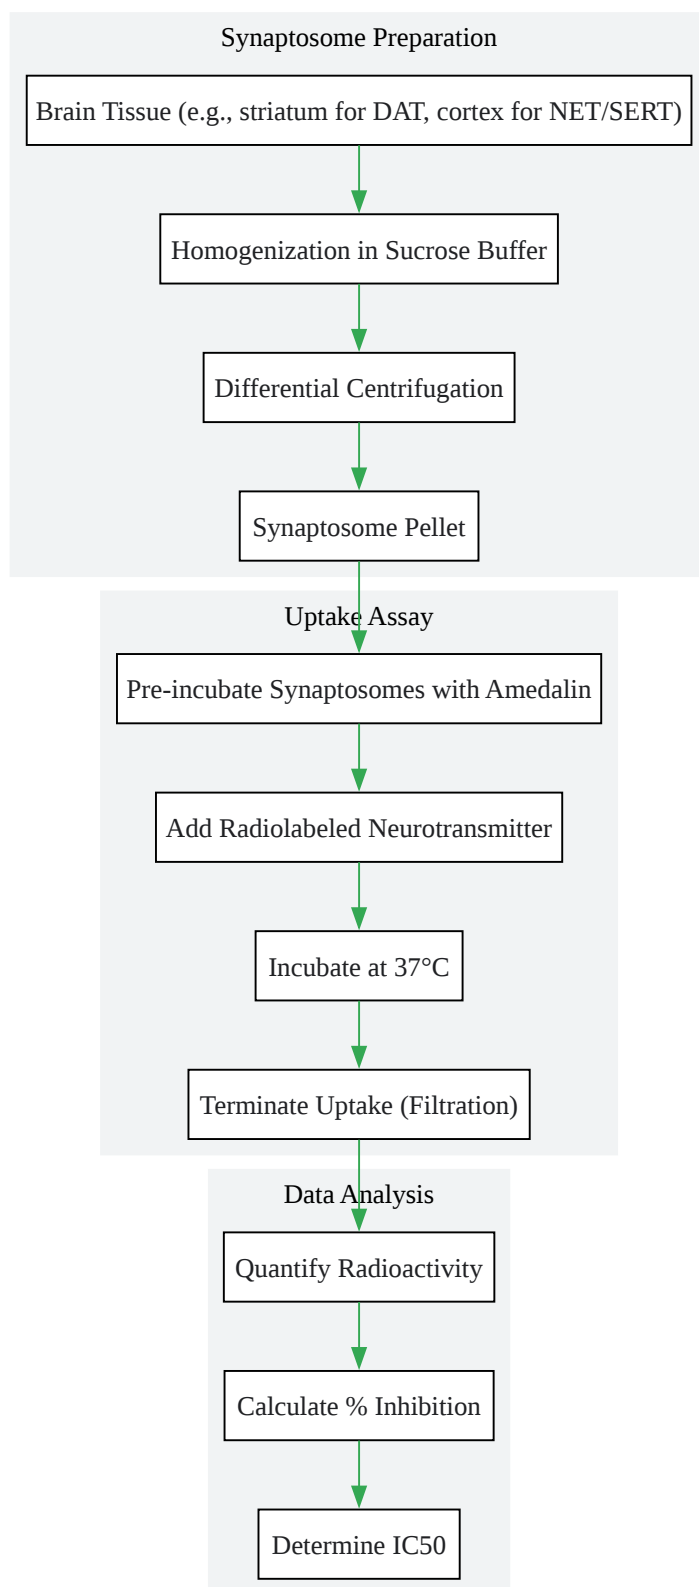 Synaptosome Preparation
Brain Tissue (e.g., striatum for DAT, cortex for NET/SERT)
Homogenization in Sucrose Buffer
Differential Centrifugation
Synaptosome Pellet
Uptake Assay
Pre-incubate Synaptosomes with Amedalin
Add Radiolabeled Neurotransmitter
Incubate at 37°C
Terminate Uptake (Filtration)
Data Analysis
Quantify Radioactivity
Calculate % Inhibition
Determine IC50